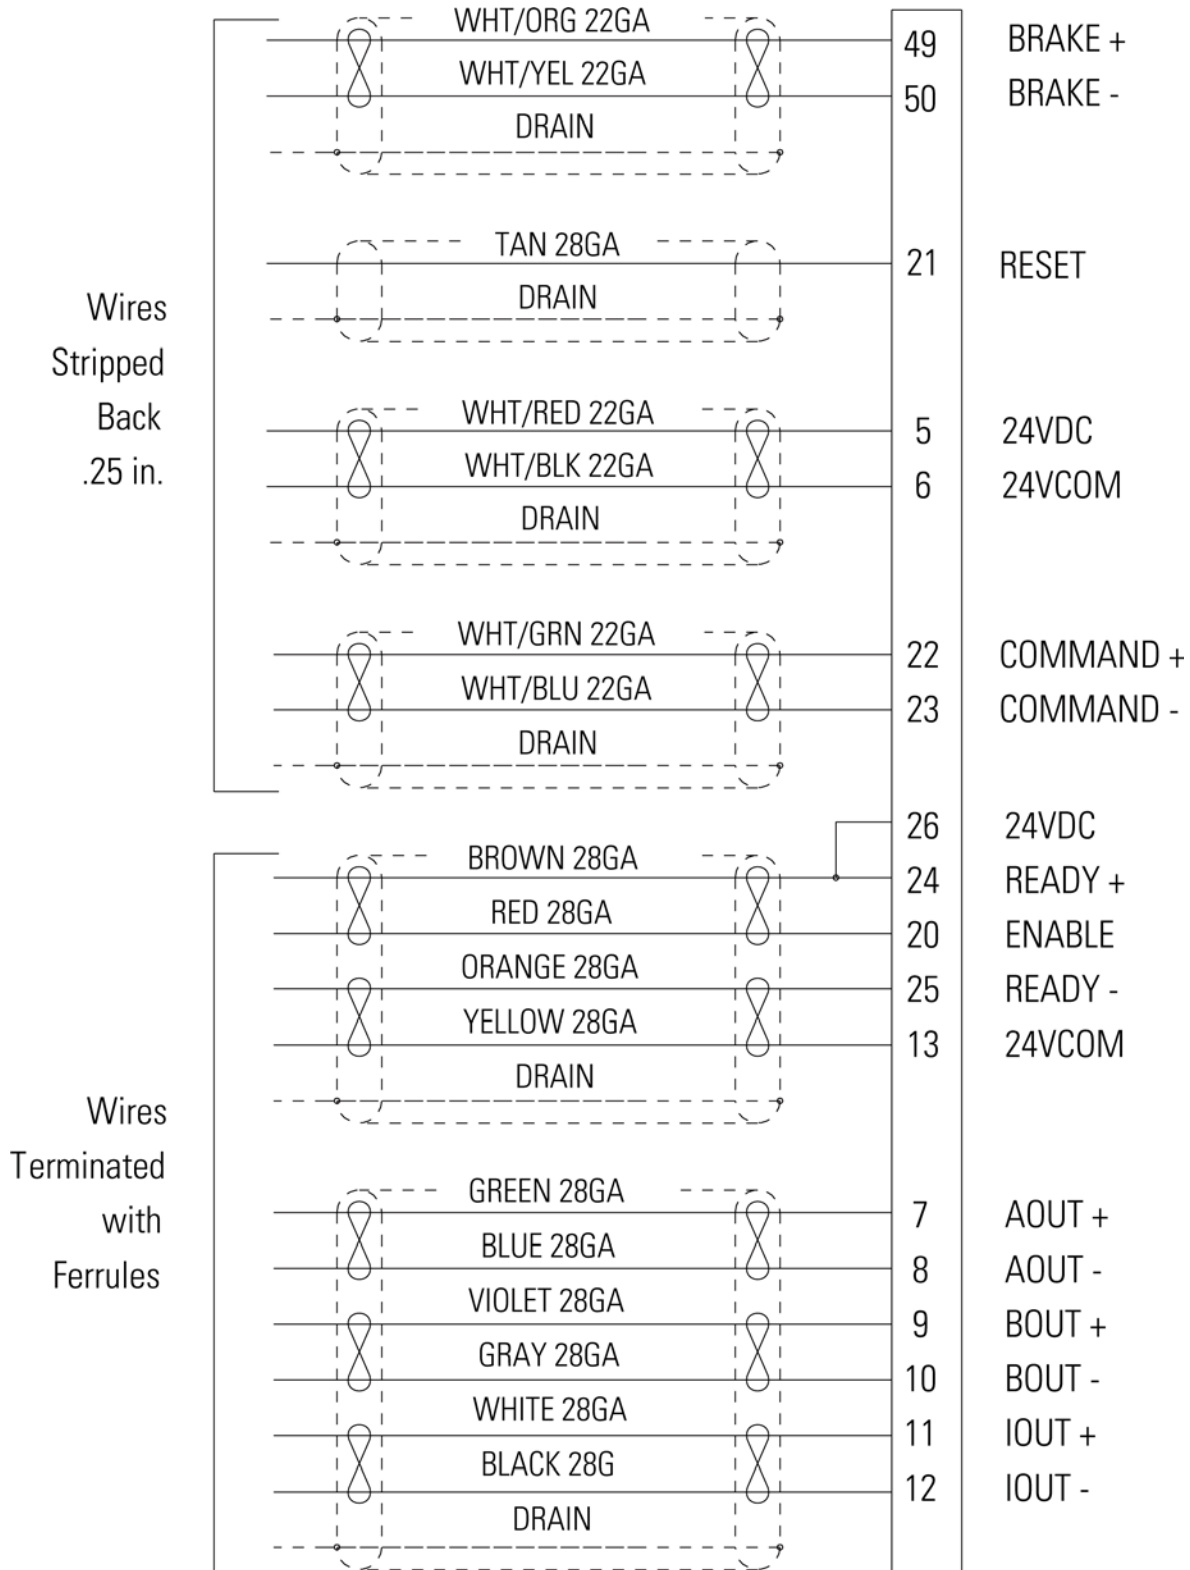 WHT/ORG 22GA 49 BRAKE +
WHT/YEL 22GA 50 BRAKE -
DRAIN
TAN 28GA 21 RESET
DRAIN
Wires
Stripped
Back
.25 in.
WHT/RED 22GA 5 24VDC
WHT/BLK 22GA 6 24VCOM
DRAIN
WHT/GRN 22GA 22 COMMAND +
WHT/BLU 22GA 23 COMMAND -
DRAIN
26 24VDC
BROWN 28GA 24 READY +
RED 28GA 20 ENABLE
ORANGE 28GA 25 READY -
YELLOW 28GA 13 24VCOM
DRAIN
Wires
Terminated
with
Ferrules
GREEN 28GA 7 AOUT +
BLUE 28GA 8 AOUT -
VIOLET 28GA 9 BOUT +
GRAY 28GA 10 BOUT -
WHITE 28GA 11 IOUT +
BLACK 28G 12 IOUT -
DRAIN